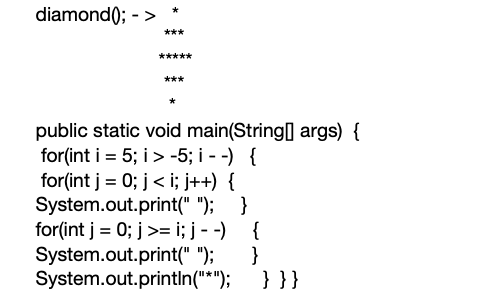 diamond(); - > *
***
*****
***
*
public static void main(String[] args) {
for(int i = 5; i > -5; i - -) {
for(int j = 0; j < i; j++) {
System.out.print(" "); }
for(int j = 0; j >= i; j - -) {
System.out.print(" "); }
System.out.println("*"); } } }